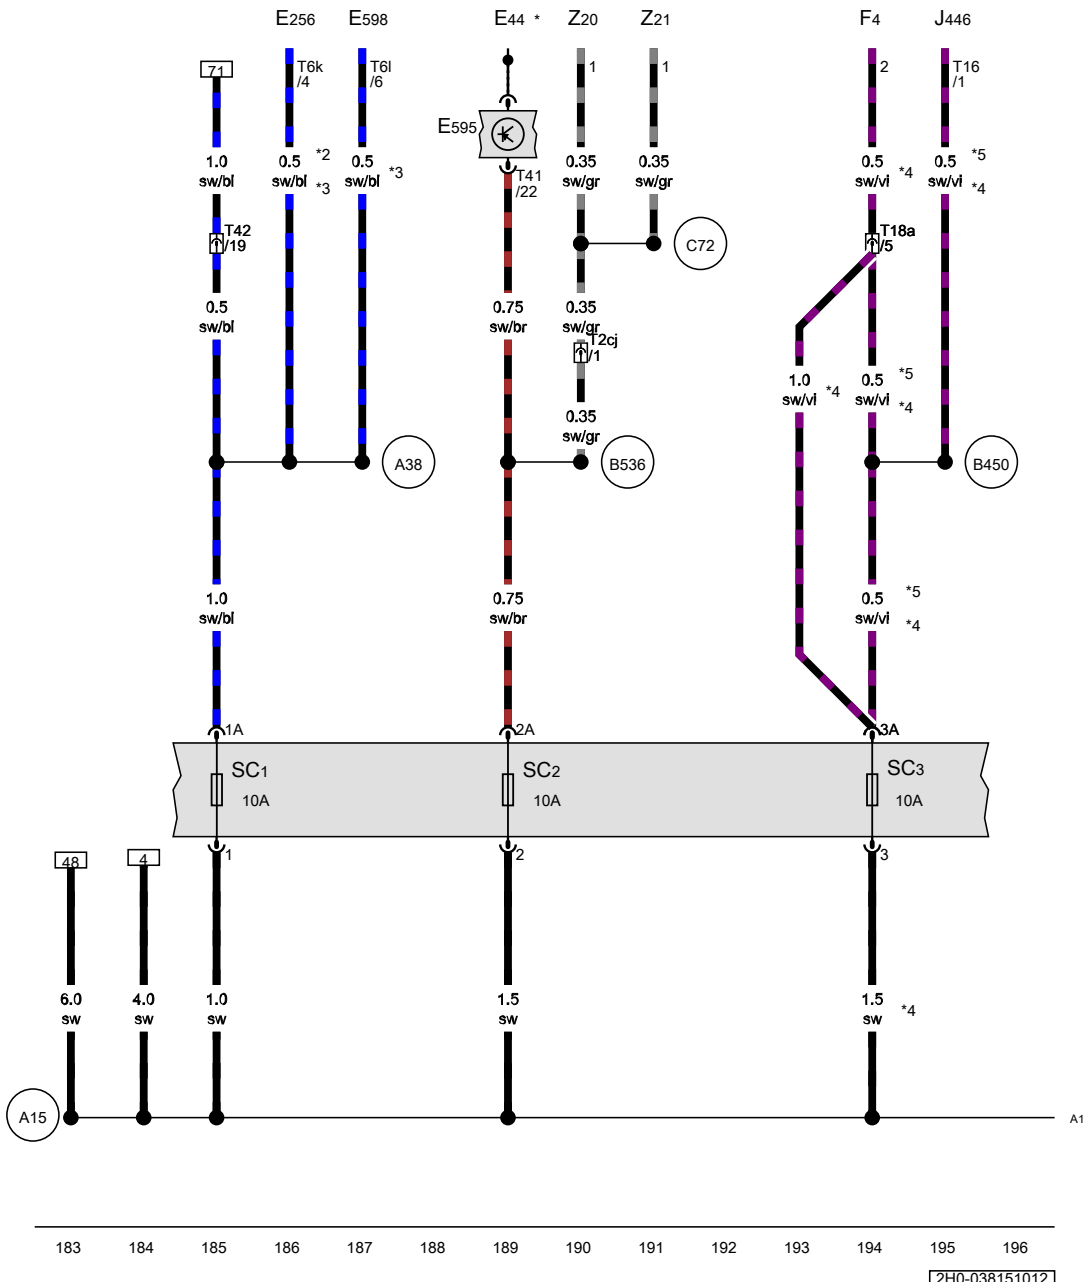 E256 E598 E44 * Z20 Z21 F4 J446
71 T6k T6l 1 1 2 T16
/4 /6 /1
E595
1.0 0.5 *2 0.5 0.35 0.35 0.5 0.5 *5
sw/bl sw/bl *3 sw/bl *3 T41 sw/gr sw/gr sw/vi *4 sw/vi *4
/22
T42 T18a
/19 C72 /5
0.5 0.75 0.35
sw/bl sw/br sw/gr
T2cj
/1
1.0 0.5 *5
sw/vi *4 sw/vi *4
0.35
sw/gr
A38 B536 B450
1.0 0.75 0.5 *5
sw/bl sw/br sw/vi *4
1A 2A 3A
SC1 SC2 SC3
10A 10A 10A
48 4 1 2 3
6.0 4.0 1.0 1.5 1.5
sw sw sw sw sw *4
A15 A1
183 184 185 186 187 188 189 190 191 192 193 194 195 196
2H0-038151012